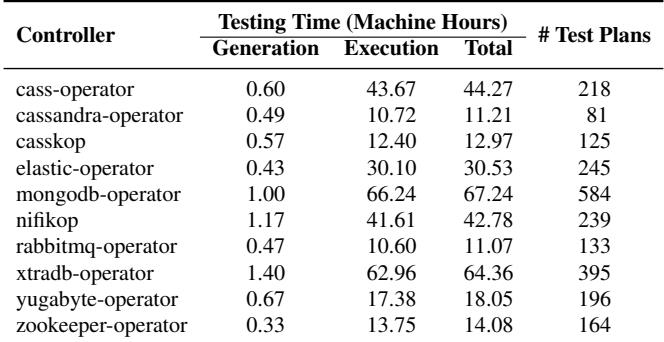 Controller Testing Time (Machine Hours) # Test Plans
Generation Execution Total
cass-operator 0.60 43.67 44.27 218
cassandra-operator 0.49 10.72 11.21 81
casskop 0.57 12.40 12.97 125
elastic-operator 0.43 30.10 30.53 245
mongodb-operator 1.00 66.24 67.24 584
nifikop 1.17 41.61 42.78 239
rabbitmq-operator 0.47 10.60 11.07 133
xtradb-operator 1.40 62.96 64.36 395
yugabyte-operator 0.67 17.38 18.05 196
zookeeper-operator 0.33 13.75 14.08 164